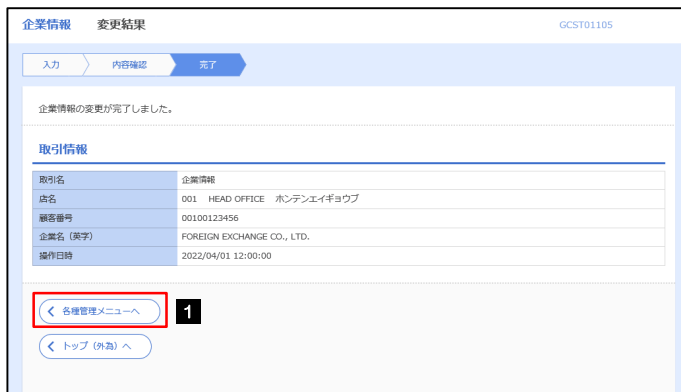 企業情報 変更結果 GCST01105
入力 内容確認 完了
企業情報の変更が完了しました。
取引情報
取引名 企業情報
店名 001 HEAD OFFICE ホンテンエイギョウブ
顧客番号 00100123456
企業名（英字） FOREIGN EXCHANGE CO., LTD.
操作日時 2022/04/01 12:00:00
各種管理メニューへ 1
トップ（外為）へ